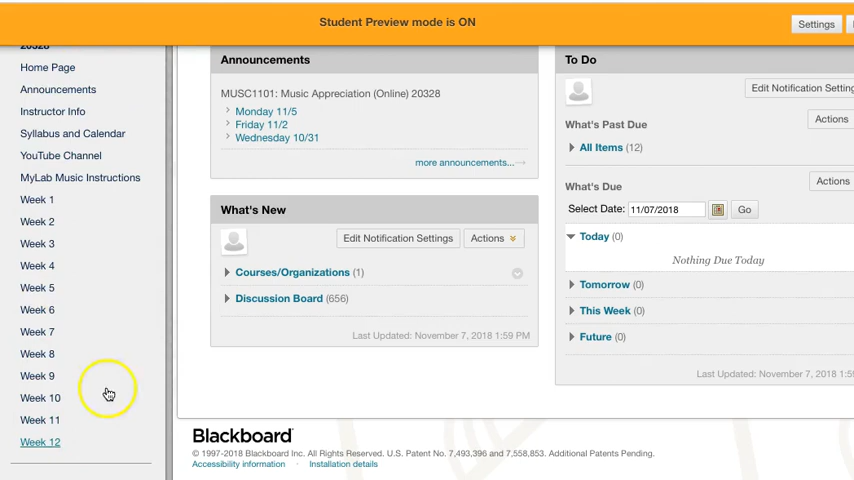 Student Preview mode is ON
Settings
20328
Home Page
Announcements
Instructor Info
Syllabus and Calendar
YouTube Channel
MyLab Music Instructions
Week 1
Week 2
Week 3
Week 4
Week 5
Week 6
Week 7
Week 8
Week 9
Week 10
Week 11
Week 12
Announcements
MUSC1101: Music Appreciation (Online) 20328
Monday 11/5
Friday 11/2
Wednesday 10/31
more announcements...
What's New
Edit Notification Settings
Actions
Courses/Organizations (1)
Discussion Board (656)
Last Updated: November 7, 2018 1:59 PM
To Do
Edit Notification Setting
Actions
What's Past Due
All Items (12)
Actions
What's Due
Select Date: 11/07/2018 Go
Today (0)
Nothing Due Today
Tomorrow (0)
This Week (0)
Future (0)
Last Updated: November 7, 2018 1:5
Blackboard
© 1997-2018 Blackboard Inc. All Rights Reserved. U.S. Patent No. 7,493,396 and 7,558,853. Additional Patents Pending.
Accessibility information · Installation details